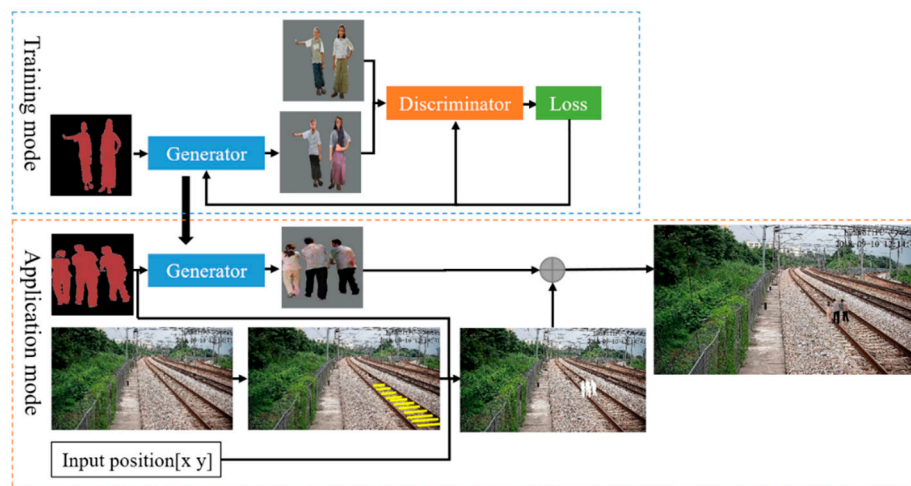 Training mode
Discriminator
Loss
Generator
Application mode
Generator
Input position[x y]